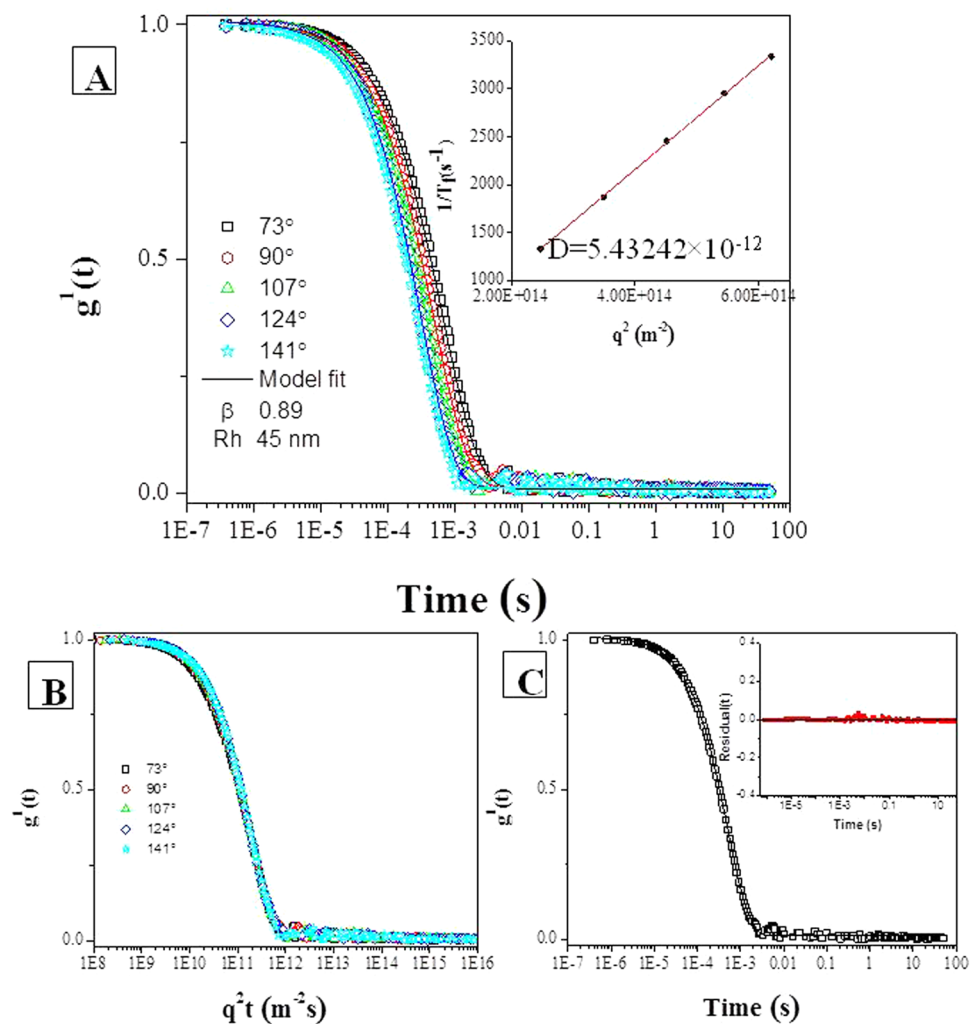 A
1.0
0.5
0.0
g¹(t)
73°
90°
107°
124°
141°
Model fit
β 0.89
Rh 45 nm
3500
3000
2500
2000
1500
1000
1/Tf(s⁻¹)
D=5.43242×10⁻¹²
2.00E+014 4.00E+014 6.00E+014
q² (m⁻²)
1E-7 1E-6 1E-5 1E-4 1E-3 0.01 0.1 1 10 100
Time (s)
B
1.0
0.5
0.0
g¹(t)
73°
90°
107°
124°
141°
1E8 1E9 1E10 1E11 1E12 1E13 1E14 1E15 1E16
q²t (m⁻²s)
C
1.0
0.5
0.0
g¹(t)
0.4
0.2
0.0
-0.2
-0.4
Residual(t)
1E-5 1E-3 0.1 10
Time (s)
1E-7 1E-6 1E-5 1E-4 1E-3 0.01 0.1 1 10 100
Time (s)